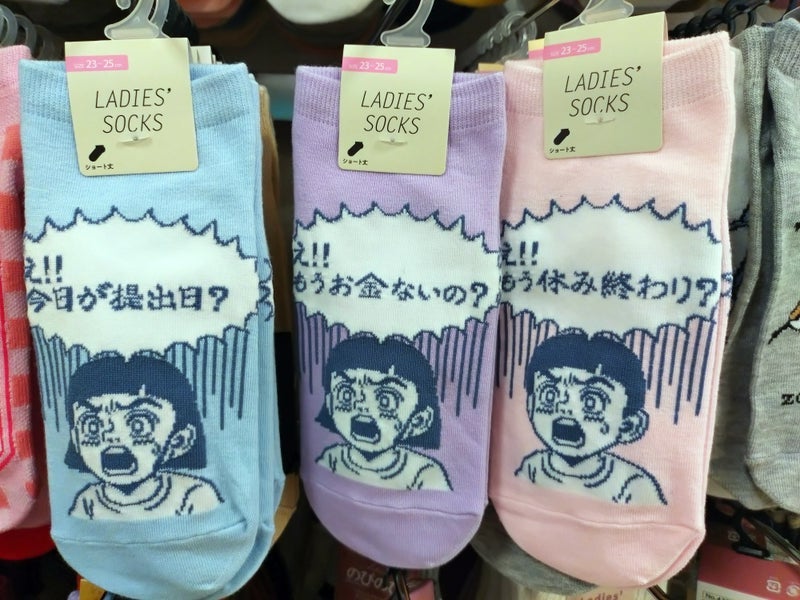 SIZE 23-25cm
LADIES'
SOCKS
ショート丈
え!!
今日が提出日?
SIZE 23-25cm
LADIES'
SOCKS
ショート丈
え!!
もうお金ないの?
SIZE 23-25cm
LADIES'
SOCKS
ショート丈
え!!
もう休み終わり?